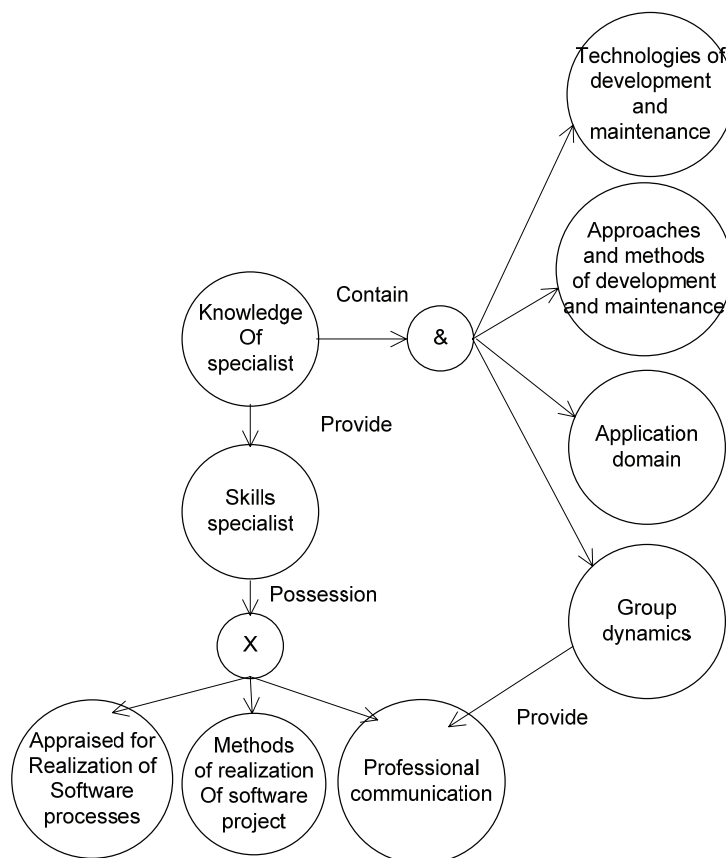 Technologies of
development
and
maintenance
Approaches
and methods
of development
and maintenance
Contain
Knowledge
Of
specialist
&
Provide
Application
domain
Skills
specialist
Possession
Group
dynamics
X
Provide
Appraised for
Realization of
Software
processes
Methods
of realization
Of software
project
Professional
communication